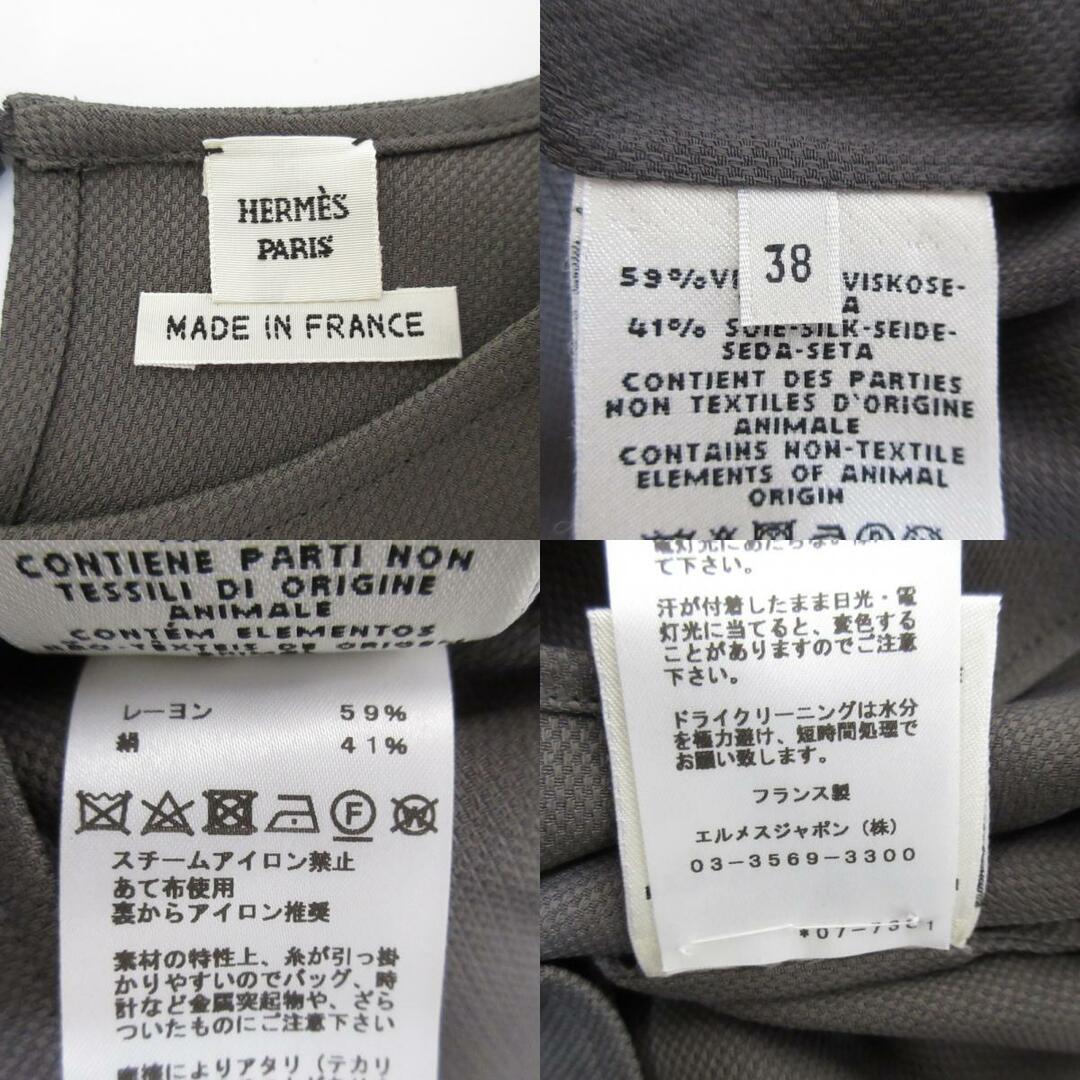 HERMÈS
PARIS
MADE IN FRANCE
38
59% VISKOSE-
41% SOIE-SILK-SEIDE-
SEDA-SETA
CONTIENT DES PARTIES
NON TEXTILES D'ORIGINE
ANIMALE
CONTAINS NON-TEXTILE
ELEMENTS OF ANIMAL
ORIGIN
CONTIENE PARTI NON
TESSILI DI ORIGINE
ANIMALE
CONTÉM ELEMENTOS
レーヨン 59%
絹 41%
F
W
スチームアイロン禁止
あて布使用
裏からアイロン推奨
素材の特性上、糸が引っ掛
かりやすいのでバッグ、時
計など金属突起物や、ざら
ついたものにご注意下さい
によりアタリ（テカリ
て下さい。
汗が付着したまま日光・電
灯光に当てると、変色する
ことがありますのでご注意
下さい。
ドライクリーニングは水分
を極力避け、短時間処理で
お願い致します。
フランス製
エルメスジャポン（株）
03-3569-3300